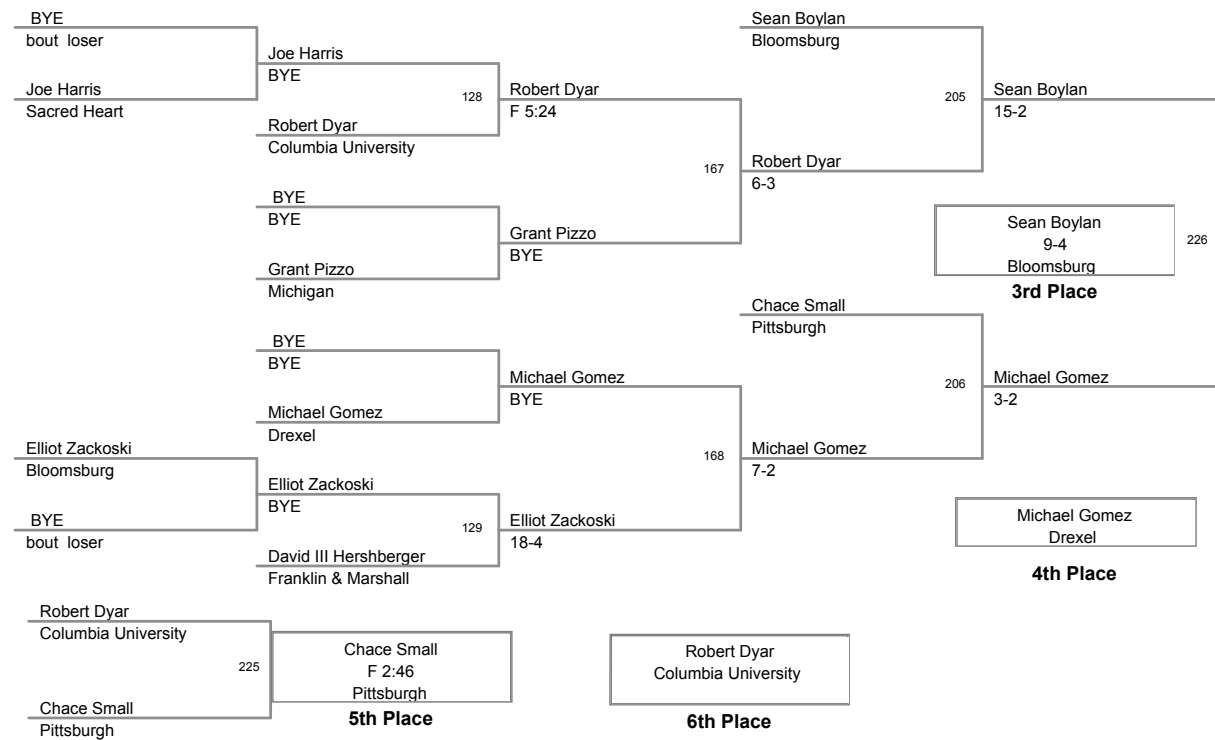 BYE
bout loser
Joe Harris
Sacred Heart
Joe Harris
BYE
128
Robert Dyar
Columbia University
Robert Dyar
F 5:24
BYE
BYE
Grant Pizzo
Michigan
Grant Pizzo
BYE
167
Robert Dyar
6-3
Sean Boylan
Bloomsburg
205
Sean Boylan
15-2
Sean Boylan
9-4
Bloomsburg
226
3rd Place
BYE
BYE
Michael Gomez
Drexel
Michael Gomez
BYE
Elliot Zackoski
Bloomsburg
BYE
bout loser
Elliot Zackoski
BYE
129
David III Hershberger
Franklin & Marshall
Elliot Zackoski
18-4
168
Michael Gomez
7-2
Chace Small
Pittsburgh
206
Michael Gomez
3-2
Michael Gomez
Drexel
4th Place
Robert Dyar
Columbia University
225
Chace Small
Pittsburgh
Chace Small
F 2:46
Pittsburgh
5th Place
Robert Dyar
Columbia University
6th Place